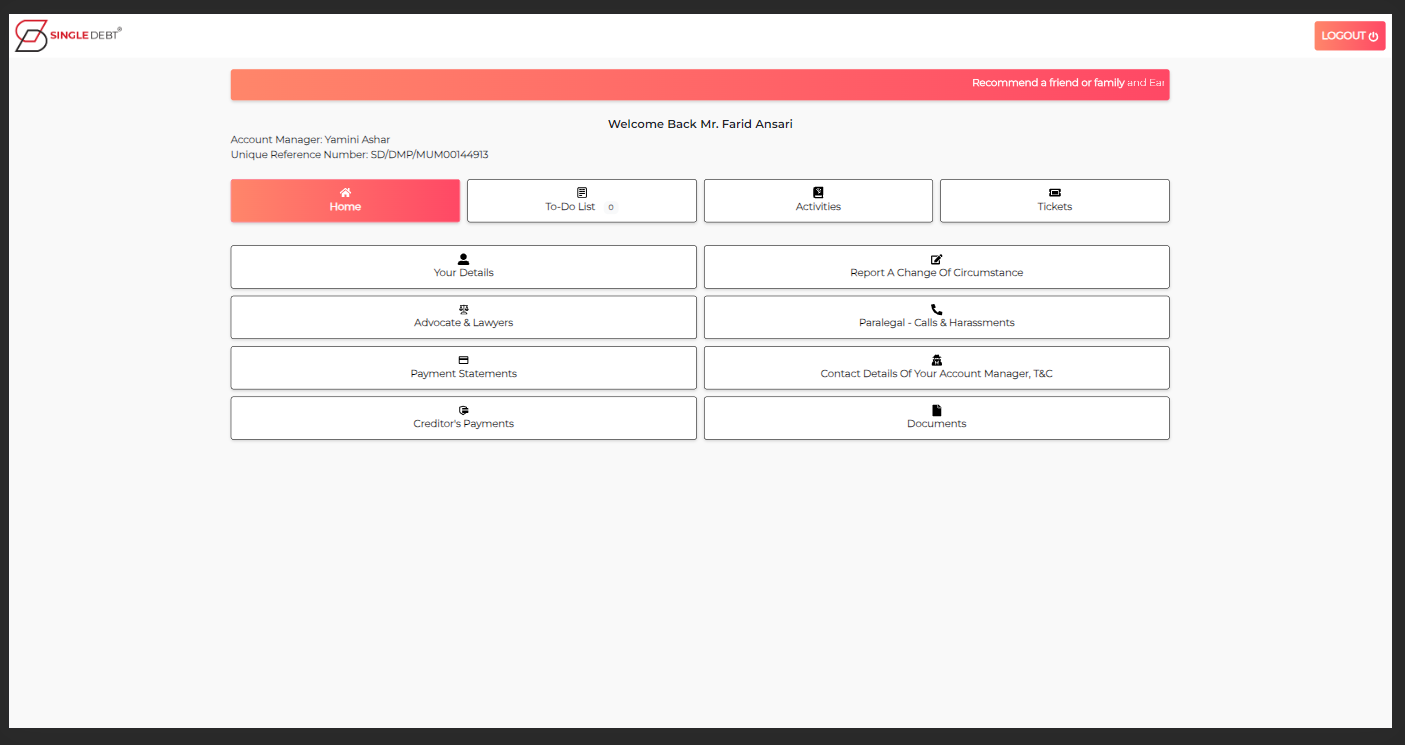 SINGLE DEBT®
LOGOUT
Recommend a friend or family and Ear
Welcome Back Mr. Farid Ansari
Account Manager: Yamini Ashar
Unique Reference Number: SD/DMP/MUM00144913
Home
To-Do List 0
Activities
Tickets
Your Details
Report A Change Of Circumstance
Advocate & Lawyers
Paralegal - Calls & Harassments
Payment Statements
Contact Details Of Your Account Manager, T&C
Creditor's Payments
Documents